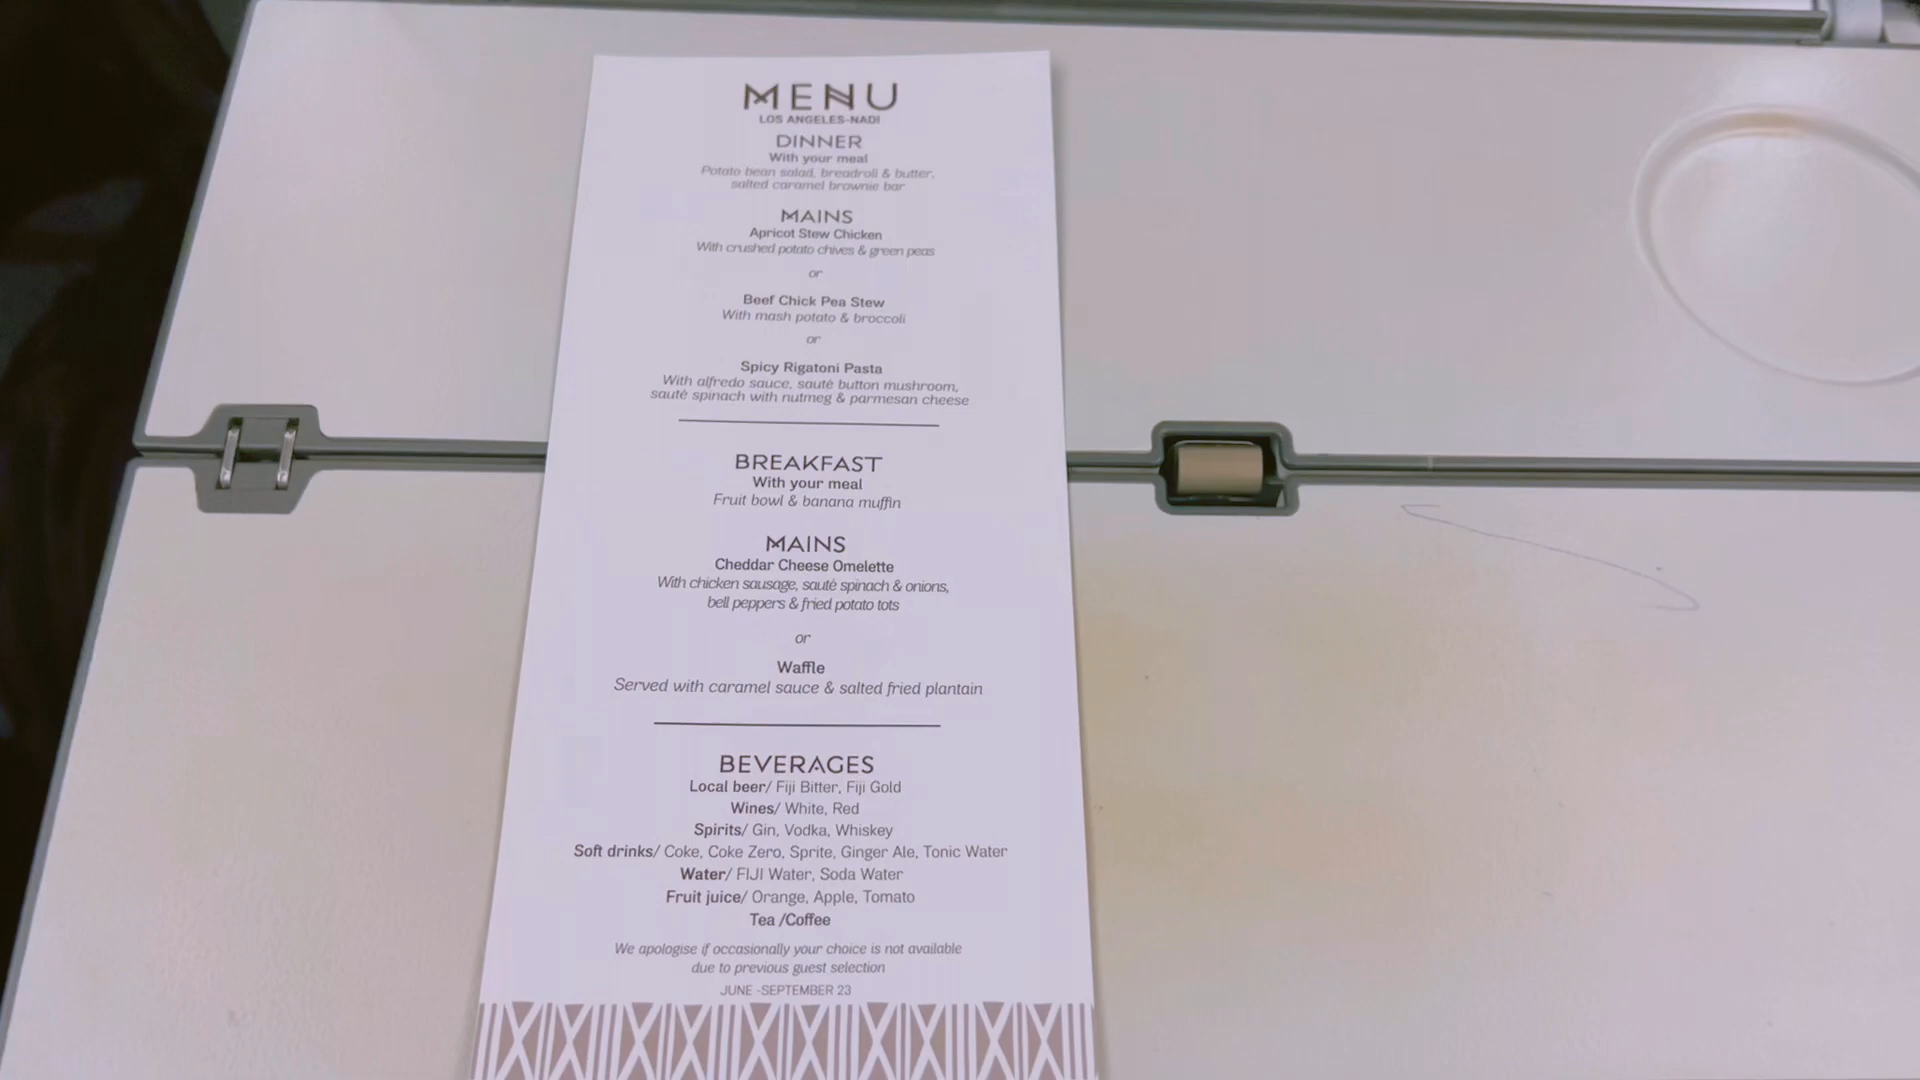 MENU
LOS ANGELES-NADI
DINNER
With your meal
Potato bean salad, breadroll & butter,
salted caramel brownie bar
MAINS
Apricot Stew Chicken
With crushed potato chives & green peas
or
Beef Chick Pea Stew
With mash potato & broccoli
or
Spicy Rigatoni Pasta
With alfredo sauce, sauté button mushroom,
sauté spinach with nutmeg & parmesan cheese
BREAKFAST
With your meal
Fruit bowl & banana muffin
MAINS
Cheddar Cheese Omelette
With chicken sausage, sauté spinach & onions,
bell peppers & fried potato tots
or
Waffle
Served with caramel sauce & salted fried plantain
BEVERAGES
Local beer/ Fiji Bitter, Fiji Gold
Wines/ White, Red
Spirits/ Gin, Vodka, Whiskey
Soft drinks/ Coke, Coke Zero, Sprite, Ginger Ale, Tonic Water
Water/ FIJI Water, Soda Water
Fruit juice/ Orange, Apple, Tomato
Tea /Coffee
We apologise if occasionally your choice is not available
due to previous guest selection
JUNE -SEPTEMBER 23